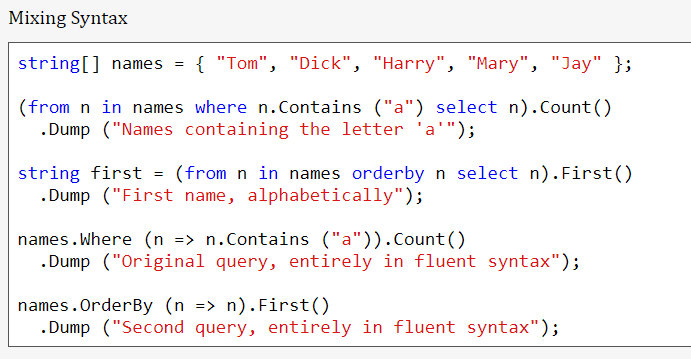 Mixing Syntax
string[] names = { "Tom", "Dick", "Harry", "Mary", "Jay" };
(from n in names where n.Contains ("a") select n).Count()
.Dump ("Names containing the letter 'a'");
string first = (from n in names orderby n select n).First()
.Dump ("First name, alphabetically");
names.Where (n => n.Contains ("a")).Count()
.Dump ("Original query, entirely in fluent syntax");
names.OrderBy (n => n).First()
.Dump ("Second query, entirely in fluent syntax");